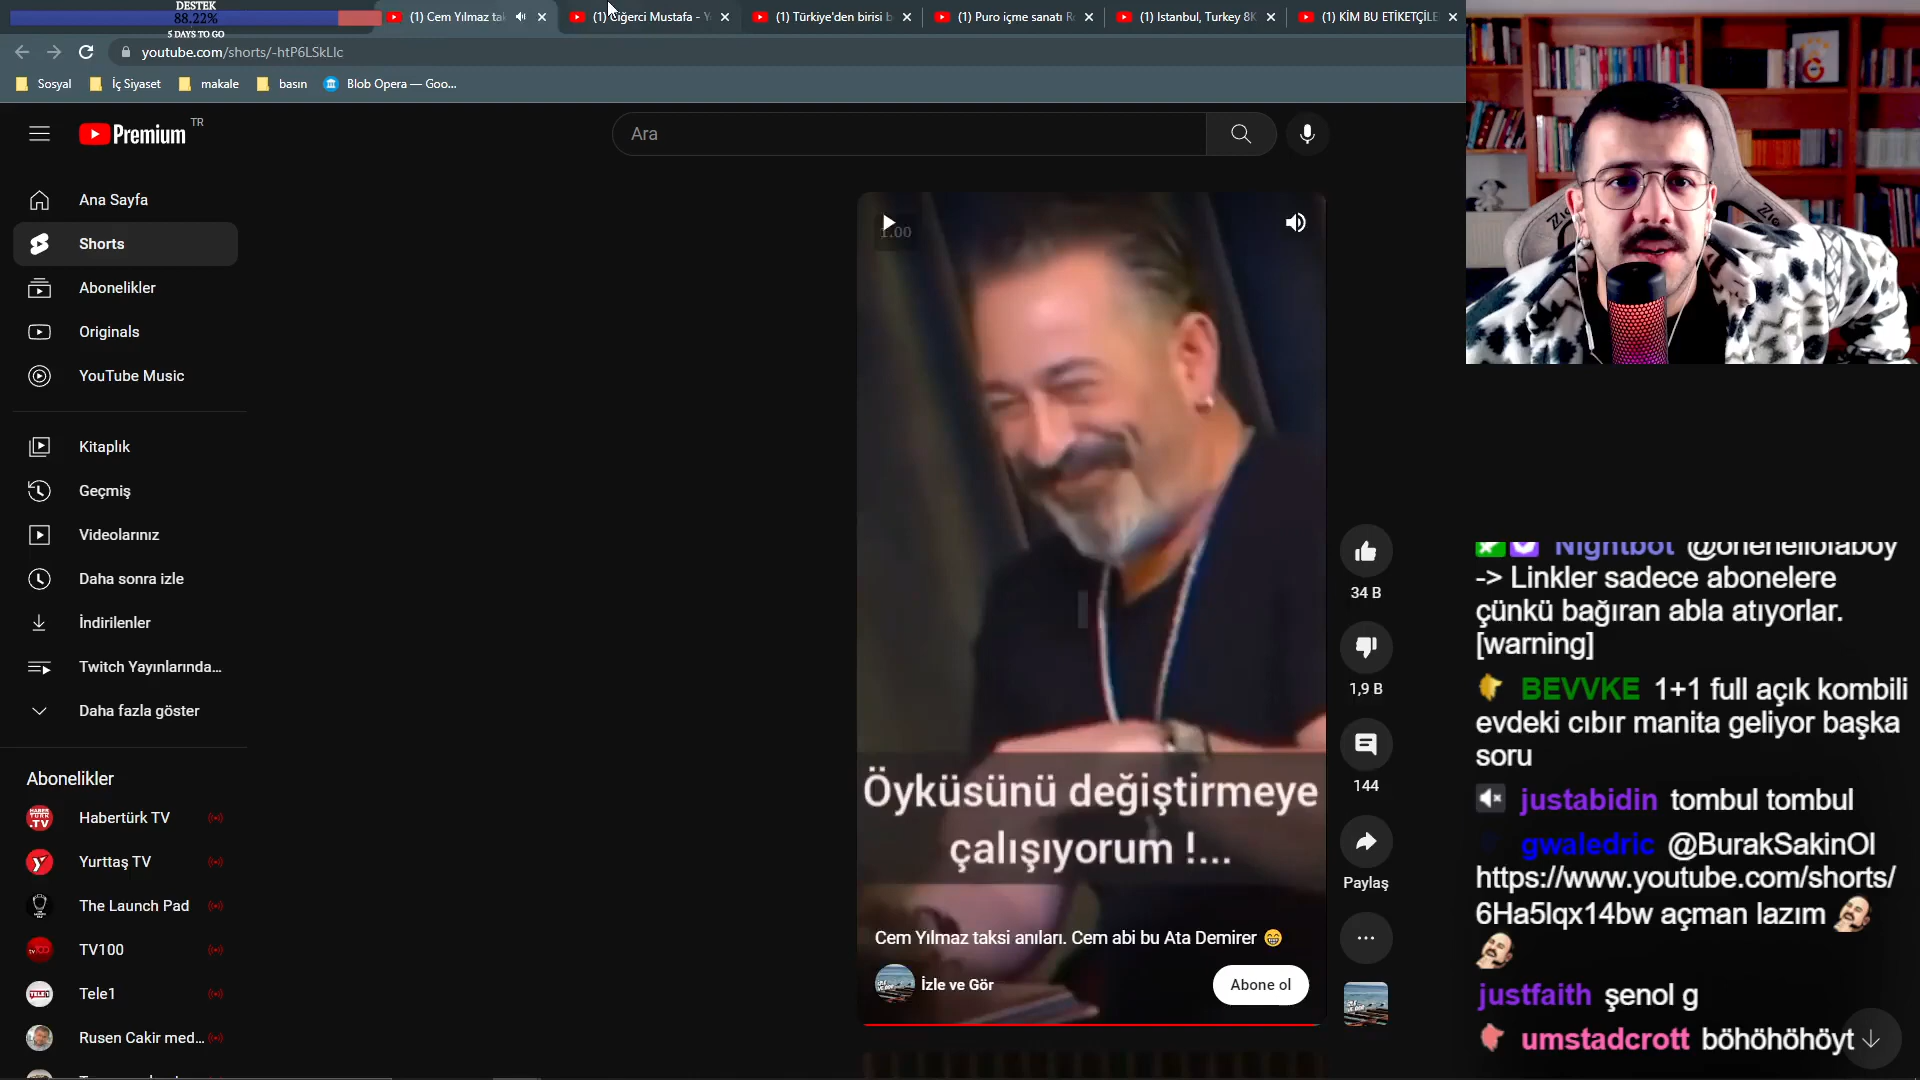 DESTEK
88.22%
5 DAYS TO GO
(1) Cem Yılmaz tak
(1) Ciğerci Mustafa - Y
(1) Türkiye'den birisi b
(1) Puro içme sanatı R
(1) Istanbul, Turkey 8K
(1) KİM BU ETİKETÇİLE
youtube.com/shorts/-htP6LSkLIc
Sosyal
İç Siyaset
makale
basın
Blob Opera — Goo...
Premium TR
Ara
Ana Sayfa
Shorts
Abonelikler
Originals
YouTube Music
Kitaplık
Geçmiş
Videolarınız
Daha sonra izle
İndirilenler
Twitch Yayınlarında...
Daha fazla göster
Abonelikler
Habertürk TV
Yurttaş TV
The Launch Pad
TV100
Tele1
Rusen Cakir med...
1.00
Öyküsünü değiştirmeye
çalışıyorum !...
Cem Yılmaz taksi anıları. Cem abi bu Ata Demirer 😁
İzle ve Gör
Abone ol
34 B
1,9 B
144
Paylaş
Nightbot @onehellofaboy
-> Linkler sadece abonelere
çünkü bağıran abla atıyorlar.
[warning]
BEVVKE 1+1 full açık kombili
evdeki cıbır manita geliyor başka
soru
justabidin tombul tombul
gwaledric @BurakSakinOl
https://www.youtube.com/shorts/
6Ha5lqx14bw açman lazım
justfaith şenol g
umstadcrott böhöhöhöyt